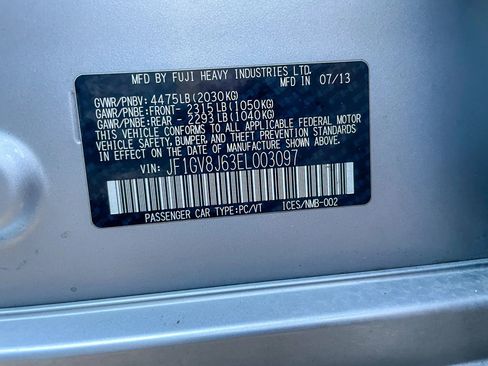 MFD BY FUJI HEAVY INDUSTRIES LTD.
07/13
GVWR/PNBV: 4475LB(2030KG)
GAWR/PNBE:FRONT- 2315LB(1050KG)
GAWR/PNBE:REAR - 2293LB(1040KG)
THIS VEHICLE CONFORMS TO ALL APPLICABLE FEDERAL MOTOR
VEHICLE SAFETY, BUMPER, AND THEFT PREVENTION STANDARDS
IN EFFECT ON THE DATE OF MANUFACTURE SHOWN ABOVE.
VIN: JF1GV8J63EL003097
PASSENGER CAR TYPE:PC/VT ICES/NMB-002